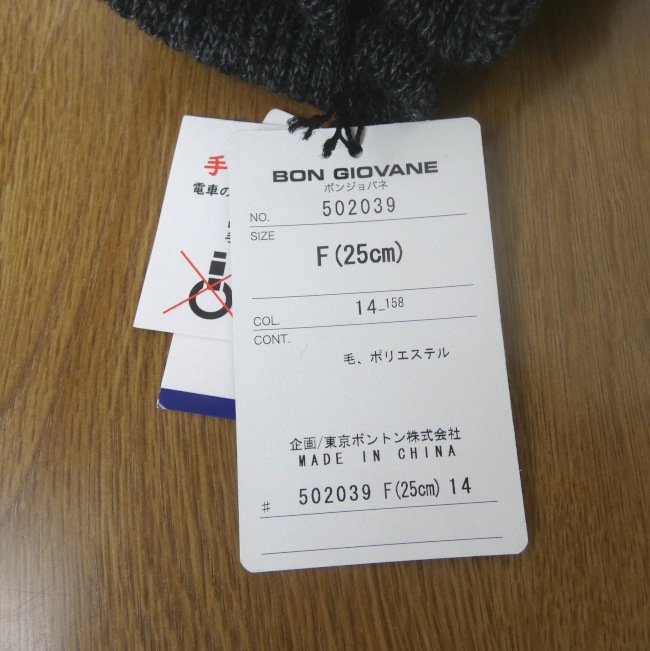 BON GIOVANE
ボンジョバネ
NO. 502039
SIZE
F(25cm)
COL. 14-158
CONT.
毛、ポリエステル
企画/東京ボントン株式会社
MADE IN CHINA
# 502039 F(25cm) 14
手
電車の